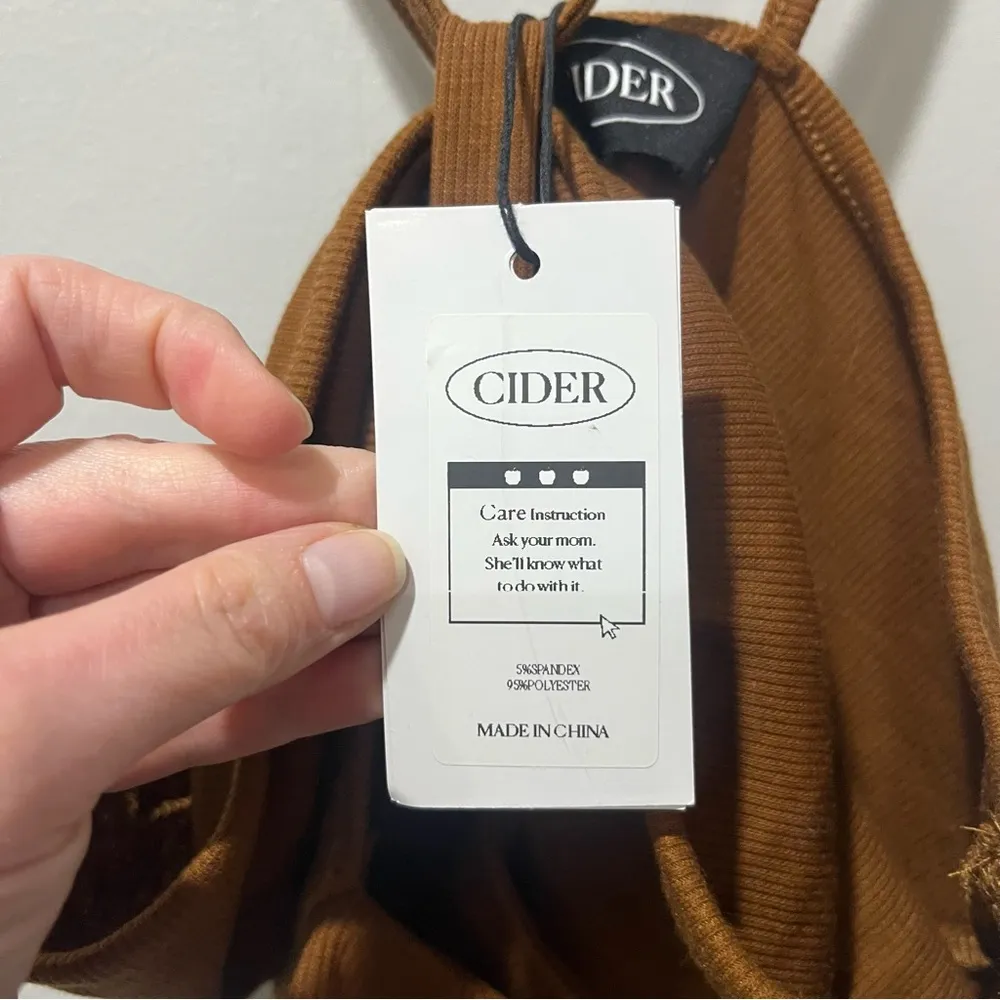 IDER
CIDER
Care Instruction
Ask your mom.
She'll know what
to do with it.
5%SPANDEX
95%POLYESTER
MADE IN CHINA